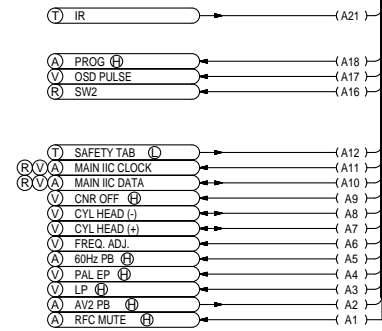 T IR A21
A PROG H A18
V OSD PULSE A17
R SW2 A16
T SAFETY TAB L A12
R V A MAIN IIC CLOCK A11
R V A MAIN IIC DATA A10
V CNR OFF H A9
V CYL HEAD (-) A8
V CYL HEAD (+) A7
V FREQ. ADJ. A6
A 60Hz PB H A5
V PAL EP H A4
V LP H A3
A AV2 PB H A2
A RFC MUTE H A1